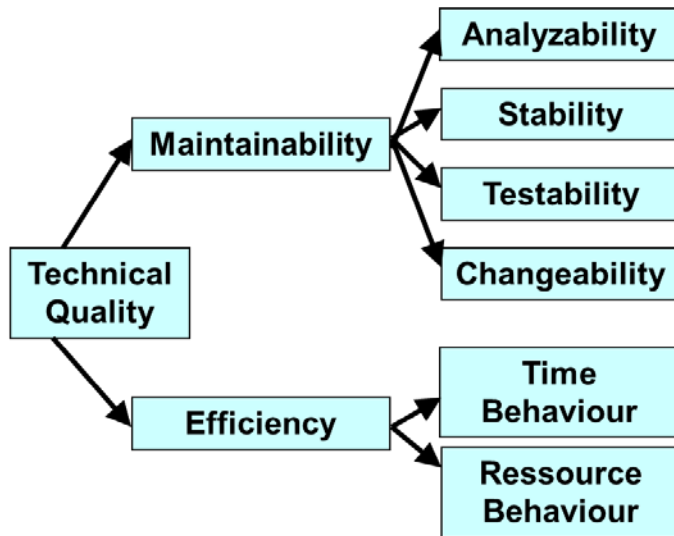 Analyzability
Stability
Maintainability
Testability
Changeability
Technical
Quality
Time
Behaviour
Efficiency
Ressource
Behaviour